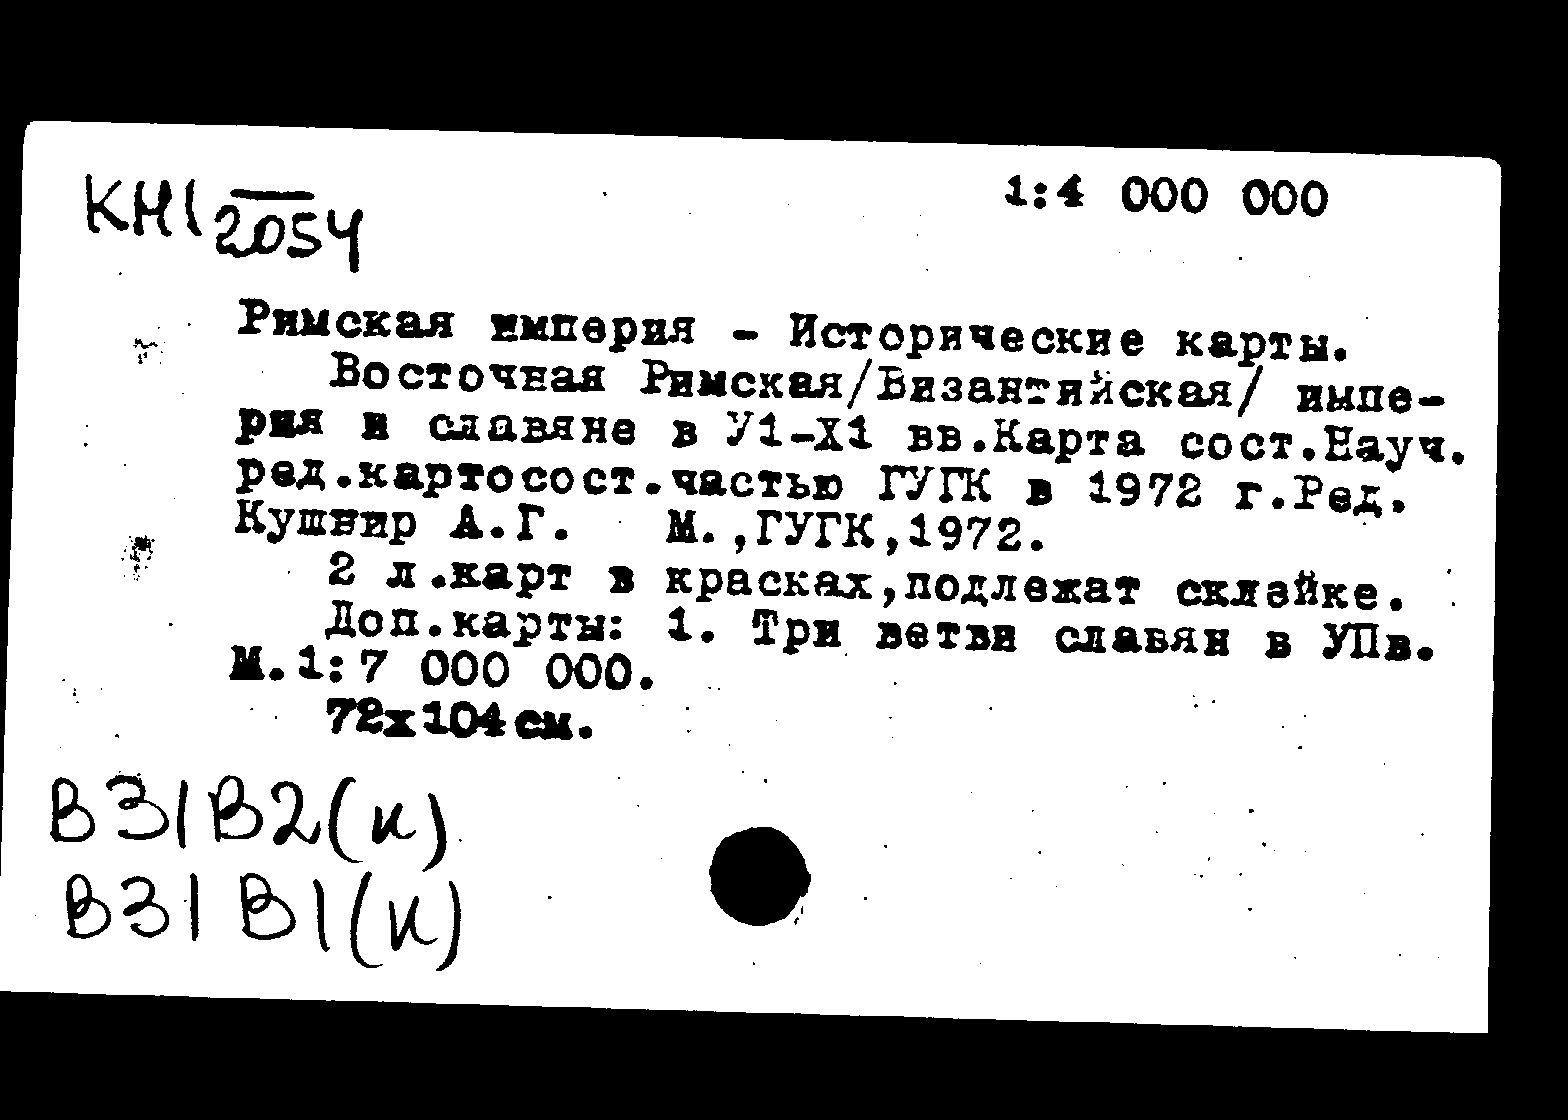 КН1 2054
1:4 000 000
Римская империя - Исторические карты.
Восточная Римская/Византийская/ импе-
рия и славяне в У1-Х1 вв.Карта сост.Науч.
ред.картосост.частью ГУГК в 1972 г.Ред.
Кушнир А.Г. М.,ГУГК,1972.
2 л.карт в красках,подлежат склейке.
Доп.карты: 1. Три ветви славян в УПв.
М.1:7 000 000.
72х104см.
В31В2(к)
В31В1(к)